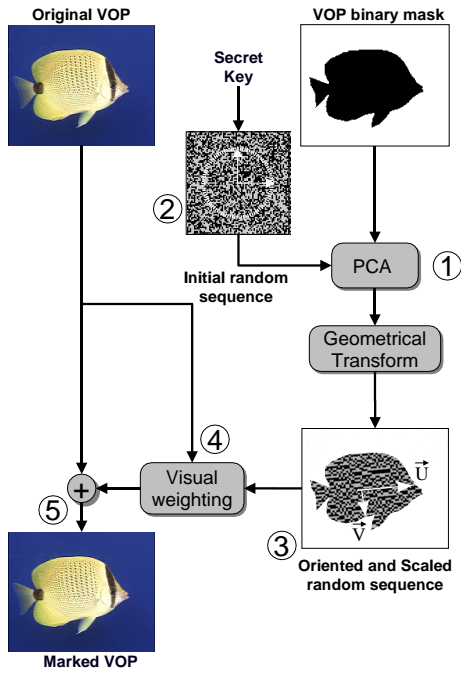 Original VOP
VOP binary mask
Secret
Key
②
Initial random
sequence
PCA
①
Geometrical
Transform
④
Visual
weighting
+
⑤
U
V
③
Oriented and Scaled
random sequence
Marked VOP